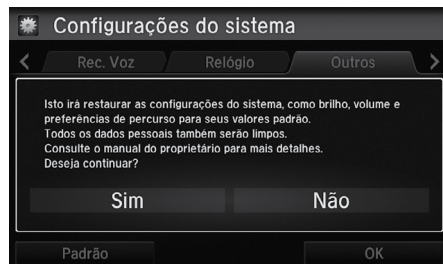 Configurações do sistema
Rec. Voz Relógio Outros
Isto irá restaurar as configurações do sistema, como brilho, volume e
preferências de percurso para seus valores padrão.
Todos os dados pessoais também serão limpos.
Consulte o manual do proprietário para mais detalhes.
Deseja continuar?
Sim Não
Padrão OK